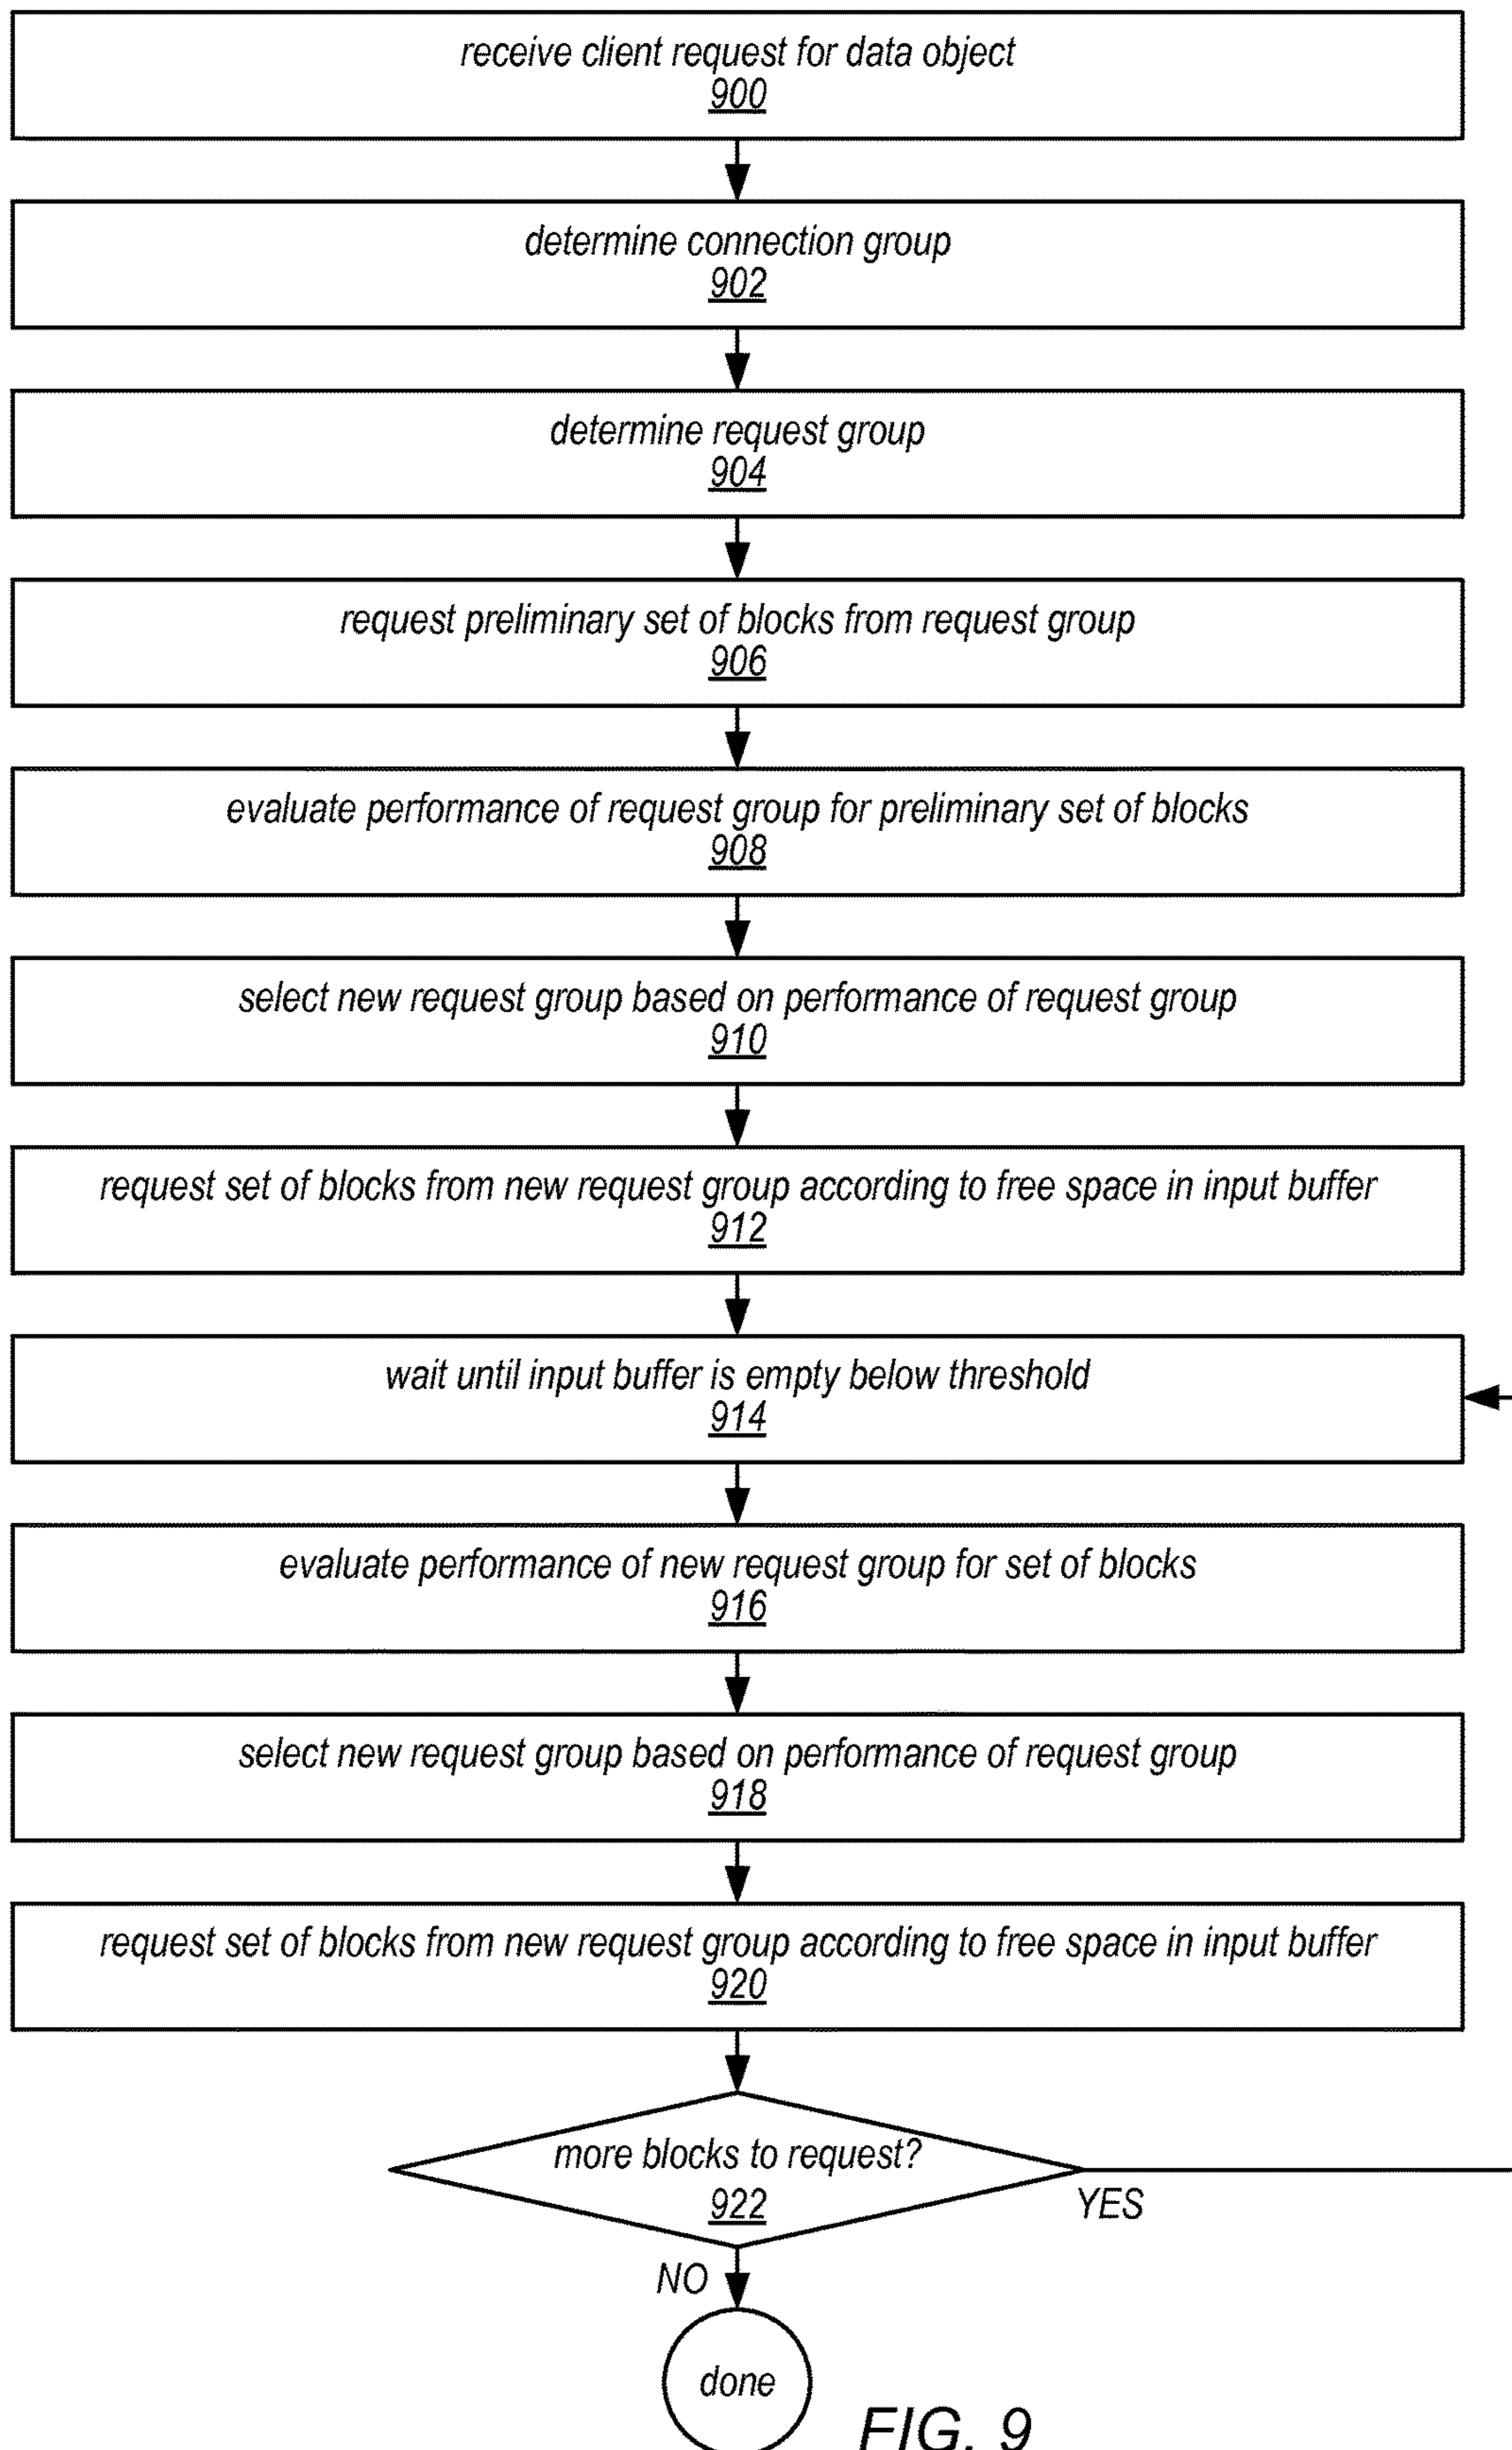 receive client request for data object
900
determine connection group
902
determine request group
904
request preliminary set of blocks from request group
906
evaluate performance of request group for preliminary set of blocks
908
select new request group based on performance of request group
910
request set of blocks from new request group according to free space in input buffer
912
wait until input buffer is empty below threshold
914
evaluate performance of new request group for set of blocks
916
select new request group based on performance of request group
918
request set of blocks from new request group according to free space in input buffer
920
more blocks to request?
922
YES
NO
done
FIG. 9